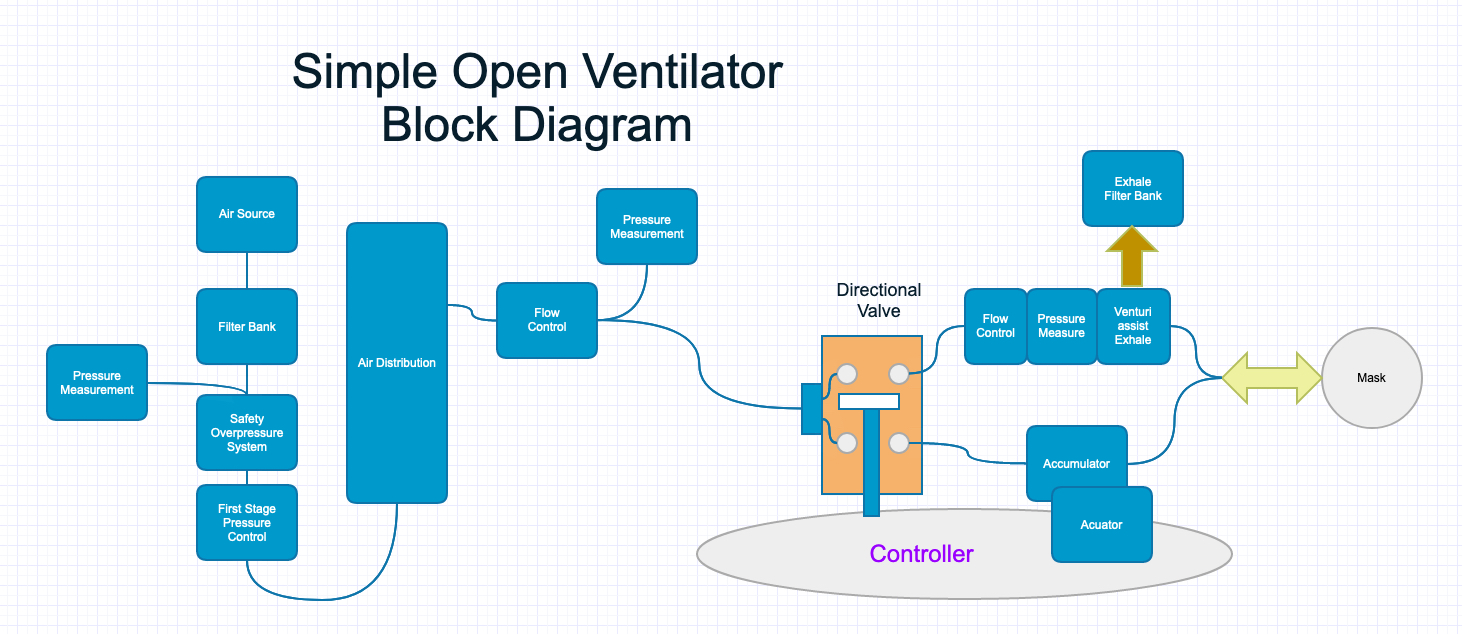 Simple Open Ventilator
Block Diagram
Air Source
Filter Bank
Pressure
Measurement
Safety
Overpressure
System
First Stage
Pressure
Control
Air Distribution
Flow
Control
Pressure
Measurement
Directional
Valve
Exhale
Filter Bank
Flow
Control
Pressure
Measure
Venturi
assist
Exhale
Mask
Accumulator
Acuator
Controller